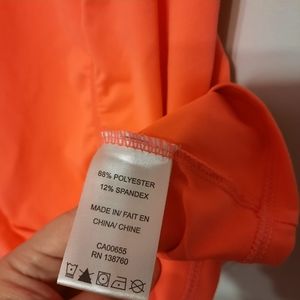 88% POLYESTER
12% SPANDEX
MADE IN/ FAIT EN
CHINA/ CHINE
CA00655
RN 138760